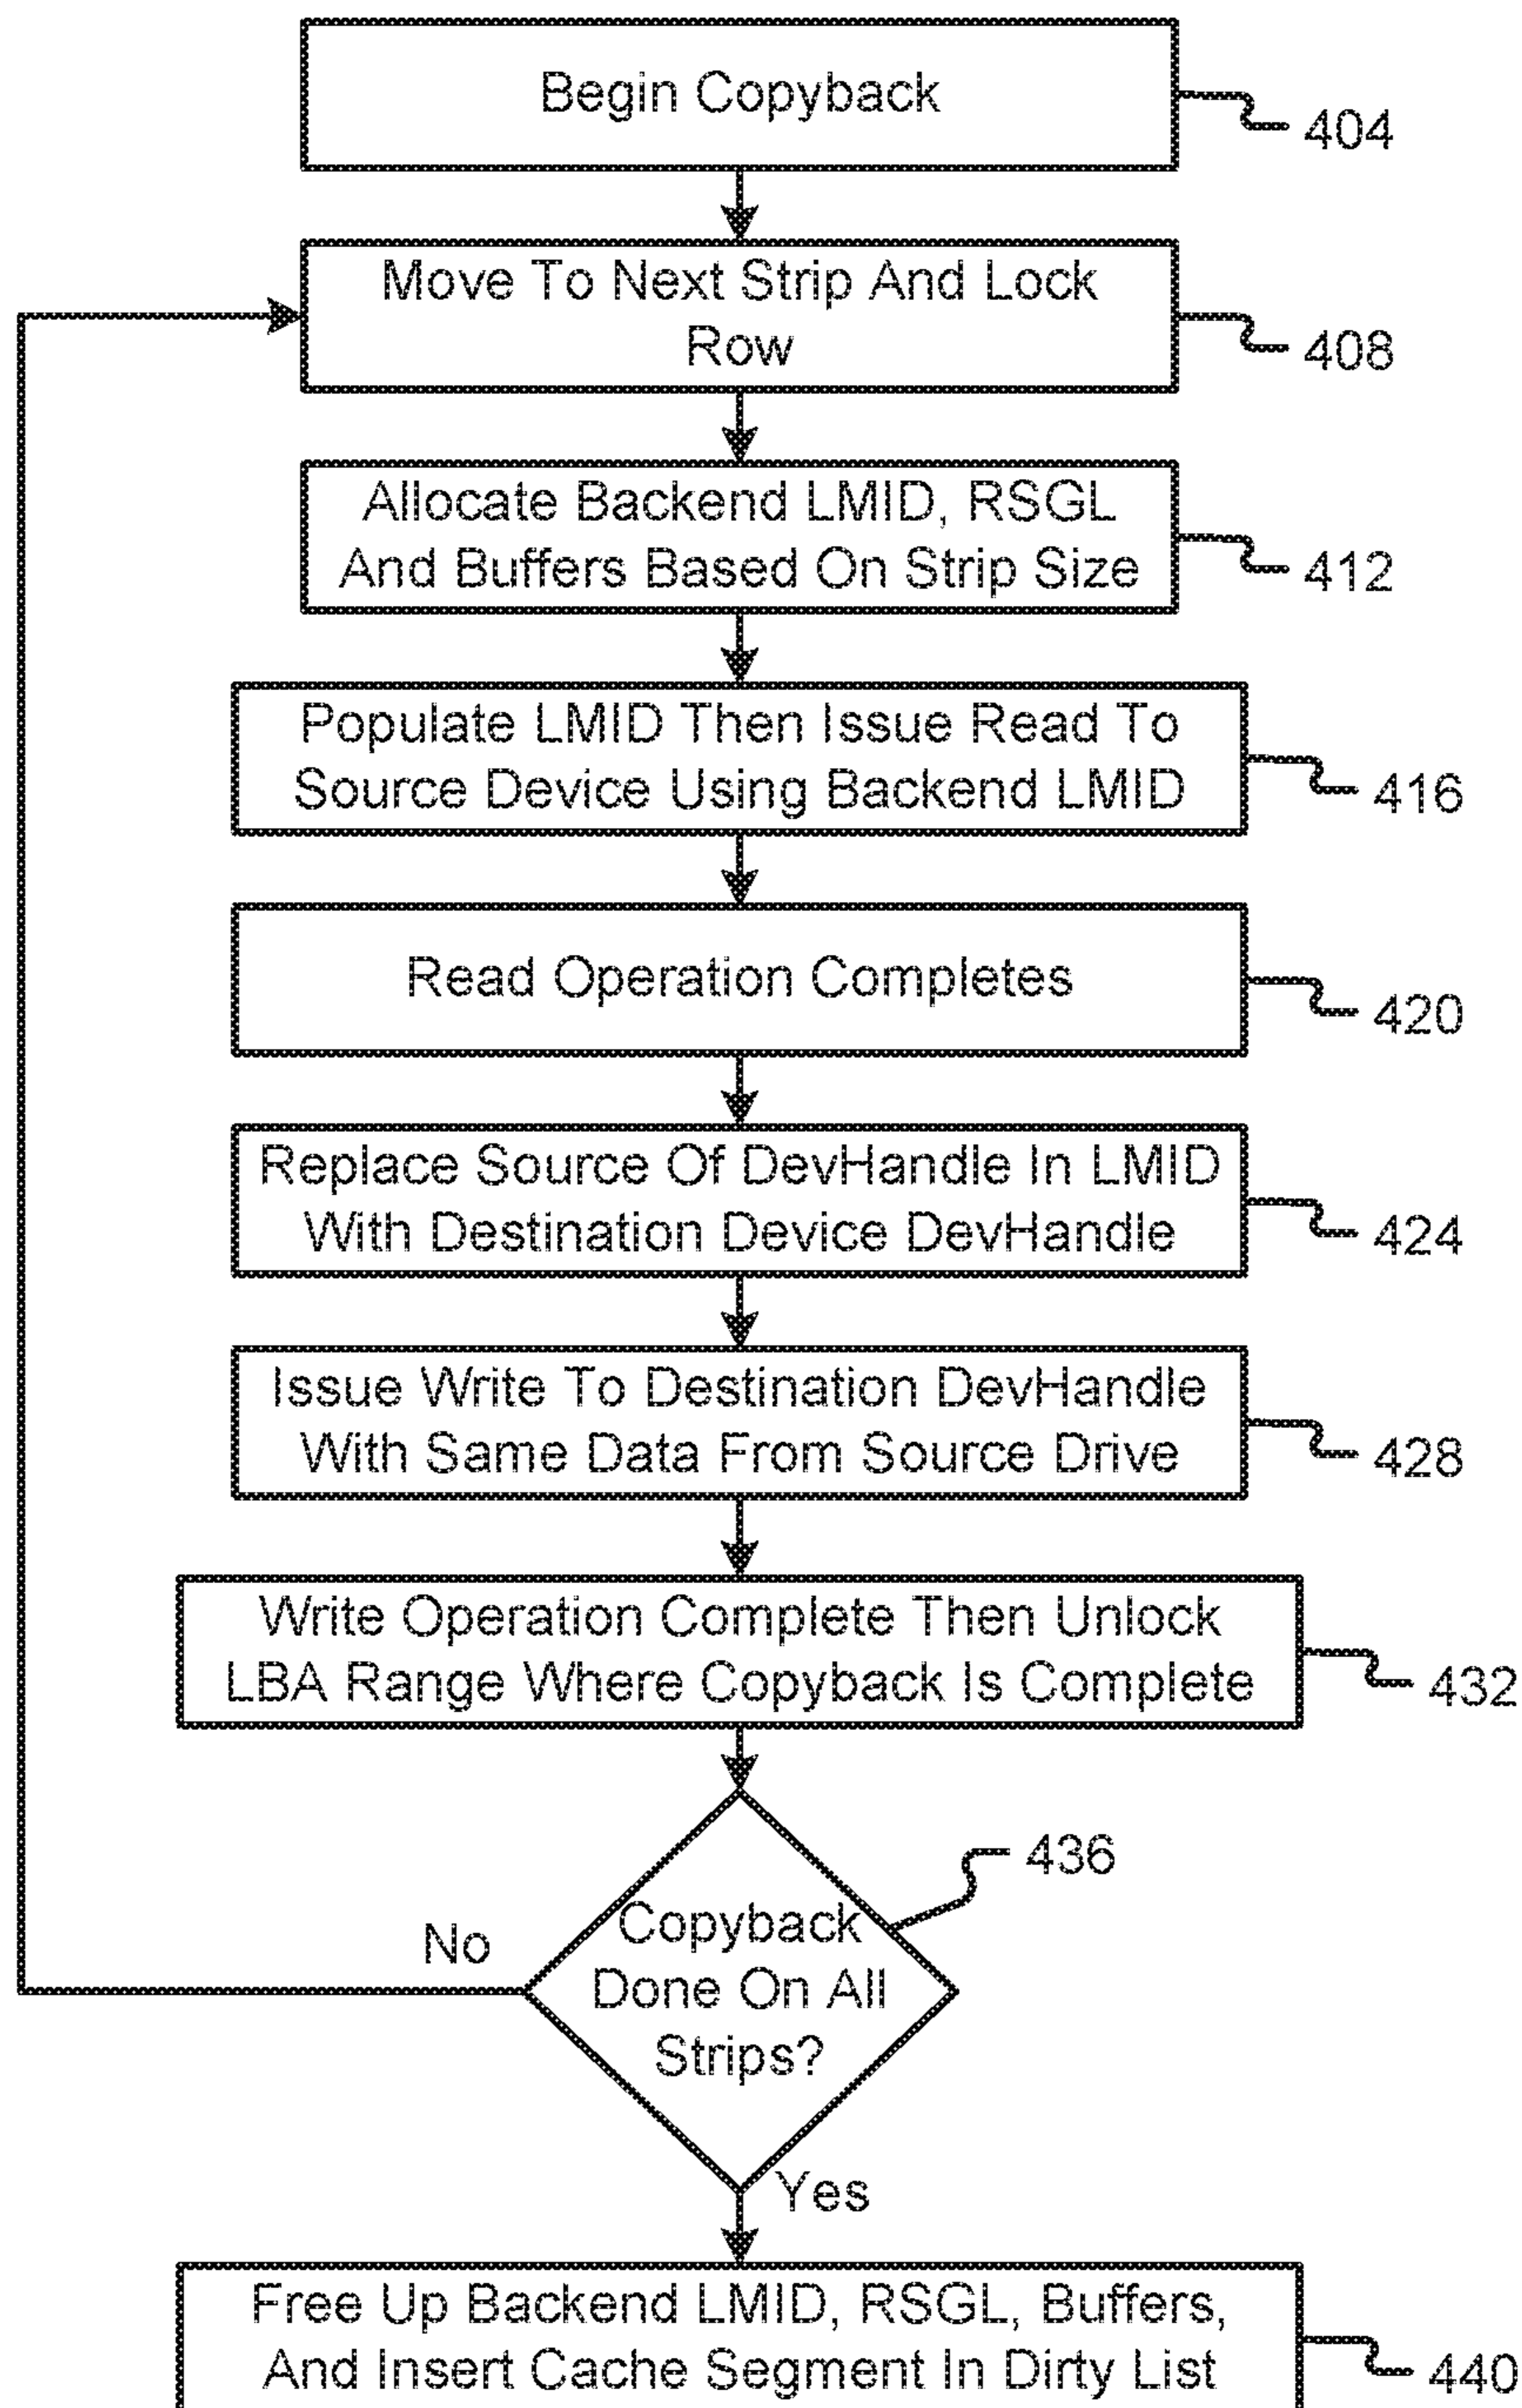 Begin Copyback
404
Move To Next Strip And Lock
Row
408
Allocate Backend LMID, RSGL
And Buffers Based On Strip Size
412
Populate LMID Then Issue Read To
Source Device Using Backend LMID
416
Read Operation Completes
420
Replace Source Of DevHandle In LMID
With Destination Device DevHandle
424
Issue Write To Destination DevHandle
With Same Data From Source Drive
428
Write Operation Complete Then Unlock
LBA Range Where Copyback Is Complete
432
436
Copyback
Done On All
Strips?
No
Yes
Free Up Backend LMID, RSGL, Buffers,
And Insert Cache Segment In Dirty List
440